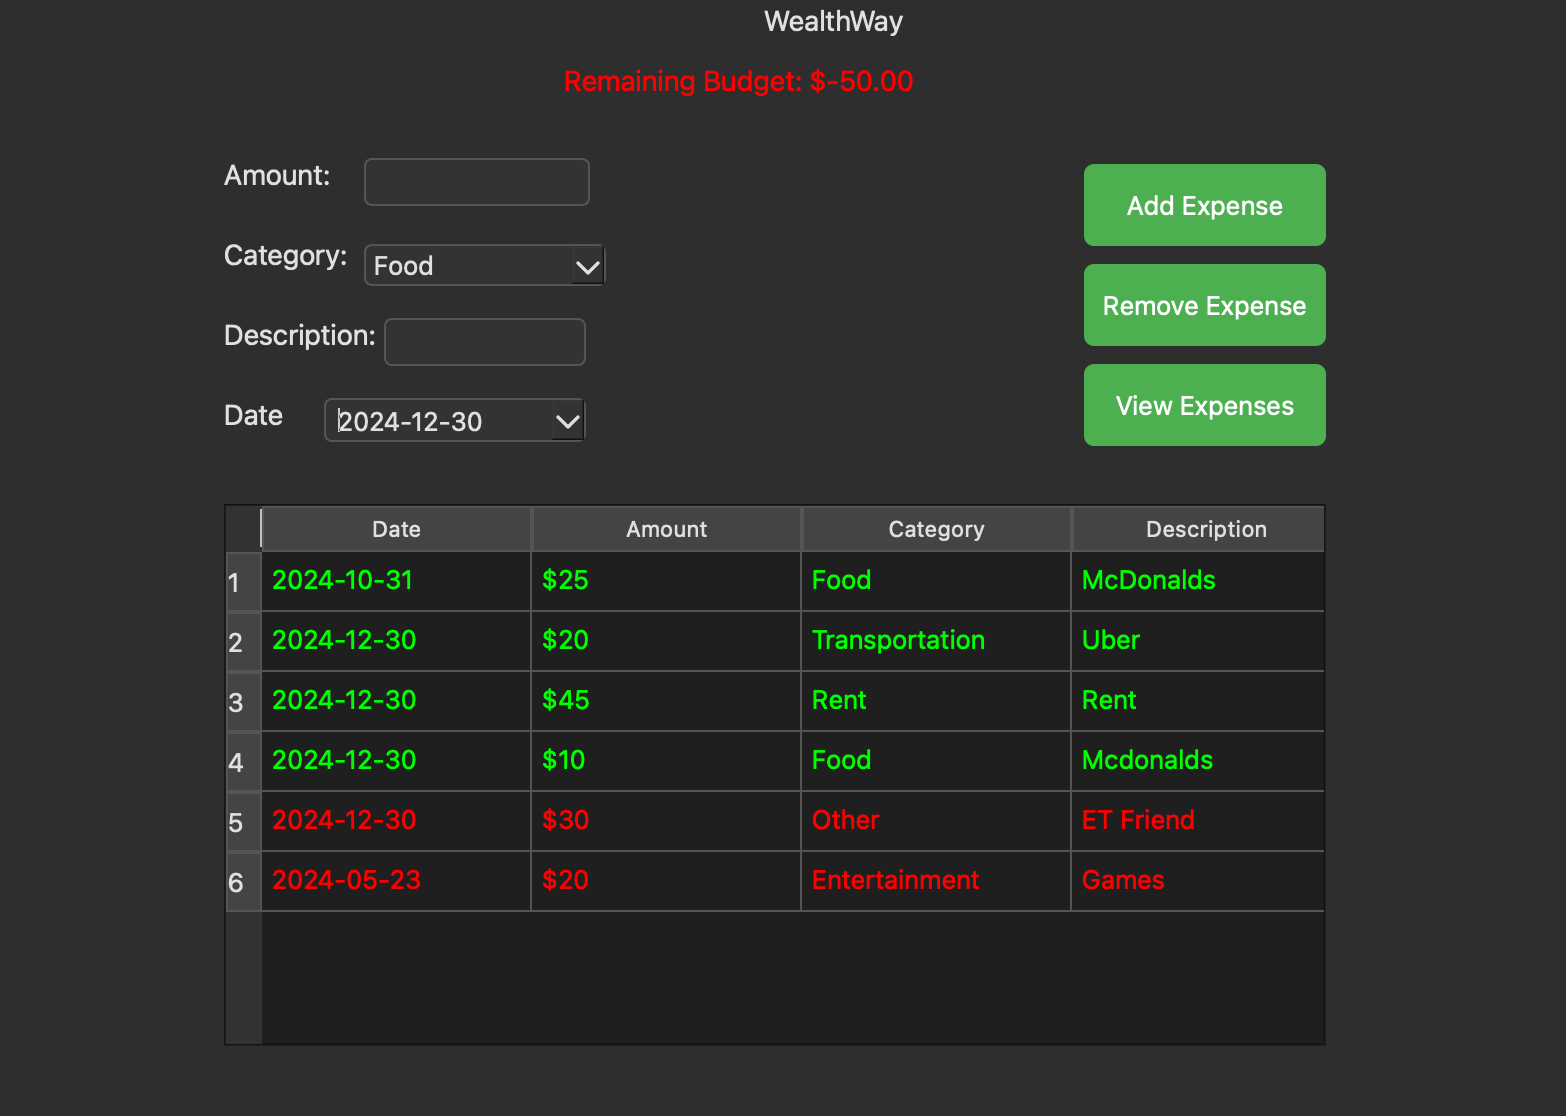 WealthWay
Remaining Budget: $-50.00
Amount:
Add Expense
Category: Food
Remove Expense
Description:
View Expenses
Date 2024-12-30
Date Amount Category Description
1 2024-10-31 $25 Food McDonalds
2 2024-12-30 $20 Transportation Uber
3 2024-12-30 $45 Rent Rent
4 2024-12-30 $10 Food Mcdonalds
5 2024-12-30 $30 Other ET Friend
6 2024-05-23 $20 Entertainment Games